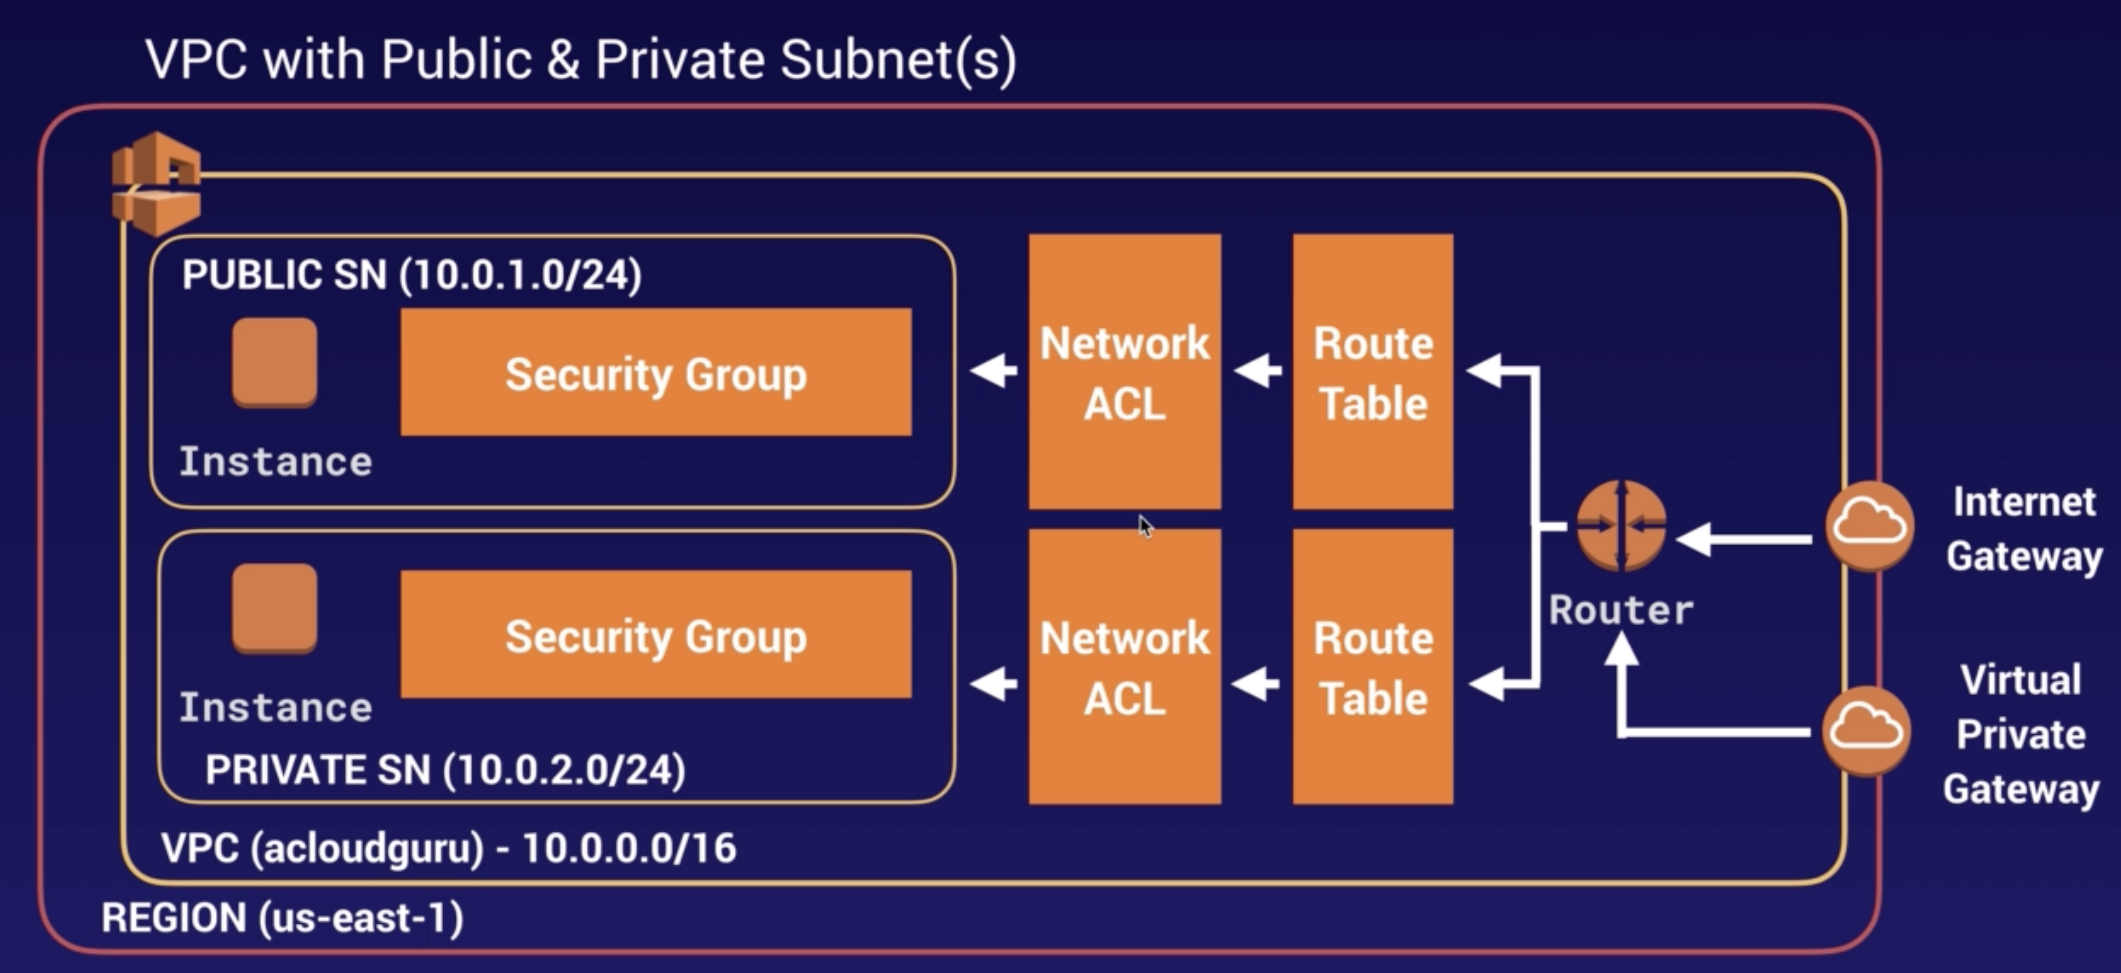 VPC with Public & Private Subnet(s)
PUBLIC SN (10.0.1.0/24)
Security Group
Instance
Network
ACL
Route
Table
Security Group
Instance
PRIVATE SN (10.0.2.0/24)
Network
ACL
Route
Table
Router
Internet
Gateway
Virtual
Private
Gateway
VPC (acloudguru) - 10.0.0.0/16
REGION (us-east-1)